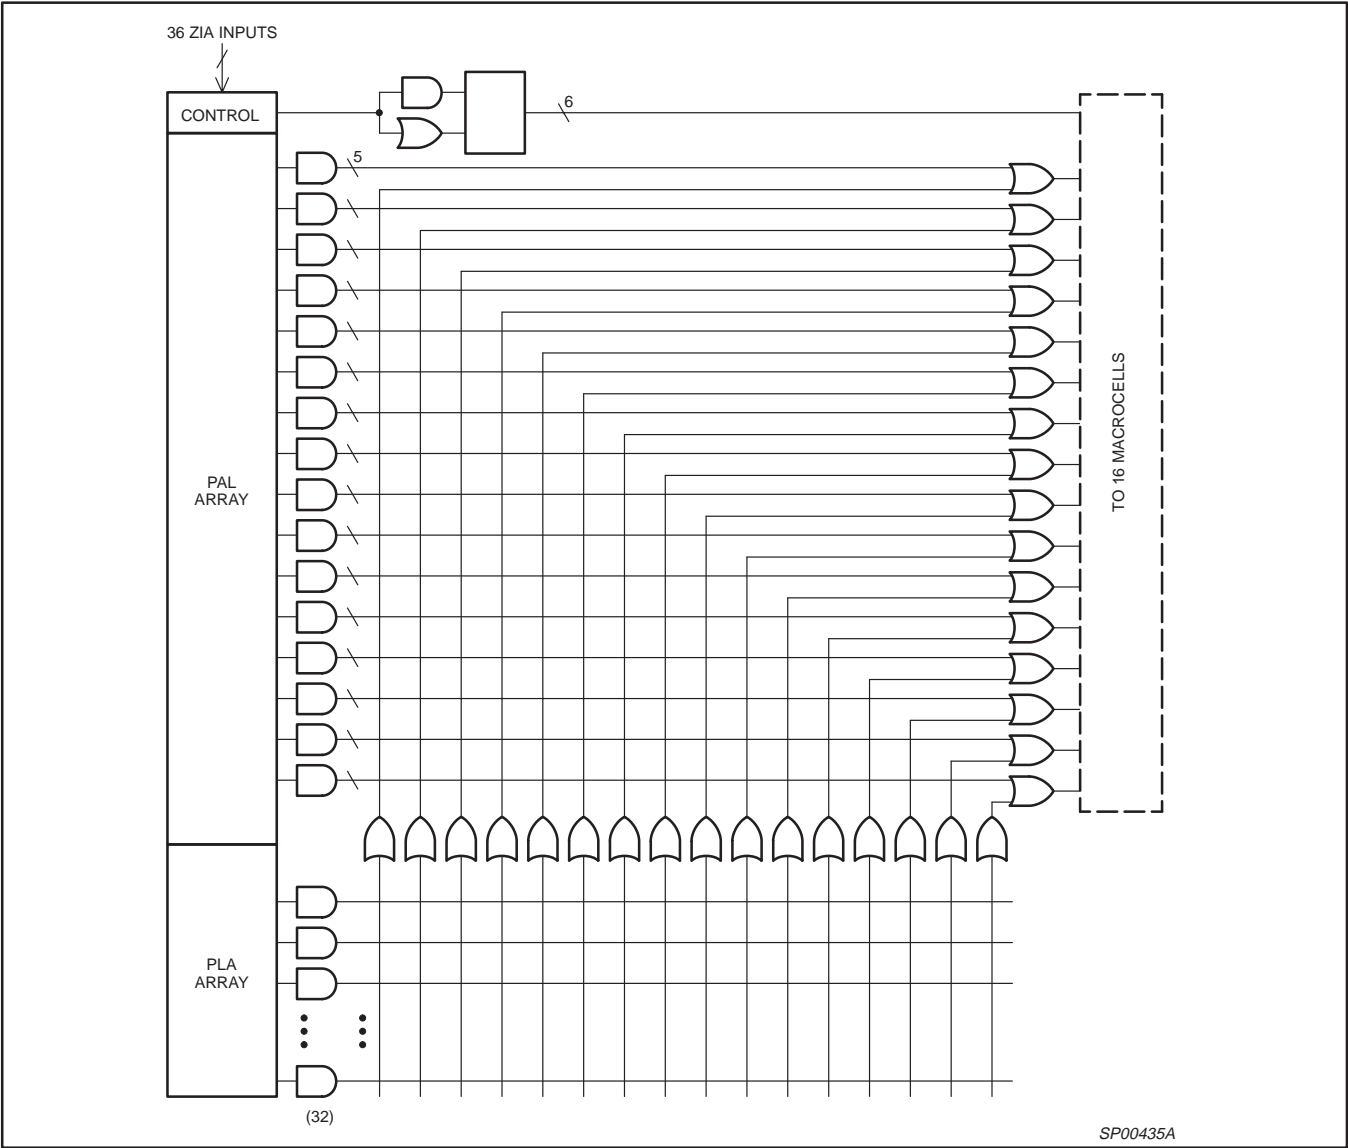 36 ZIA INPUTS
CONTROL
6
5
PAL
ARRAY
TO 16 MACROCELLS
PLA
ARRAY
(32)
SP00435A